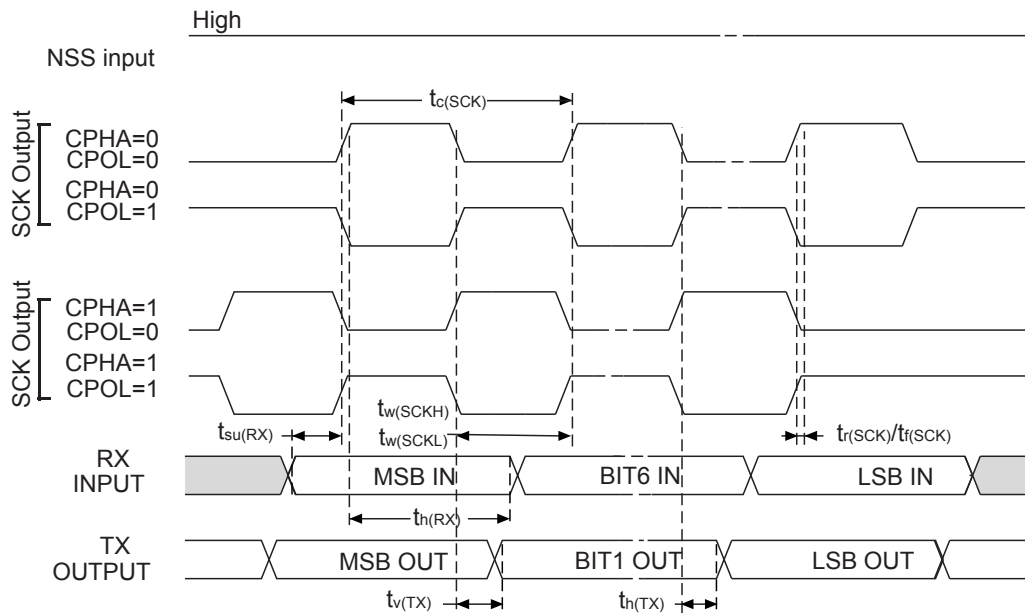 High
NSS input
tc(SCK)
SCK Output
CPHA=0
CPOL=0
CPHA=0
CPOL=1
SCK Output
CPHA=1
CPOL=0
CPHA=1
CPOL=1
tw(SCKH)
tw(SCKL)
tsu(RX)
tr(SCK)/tf(SCK)
RX
INPUT
MSB IN
BIT6 IN
LSB IN
th(RX)
TX
OUTPUT
MSB OUT
BIT1 OUT
LSB OUT
tv(TX)
th(TX)